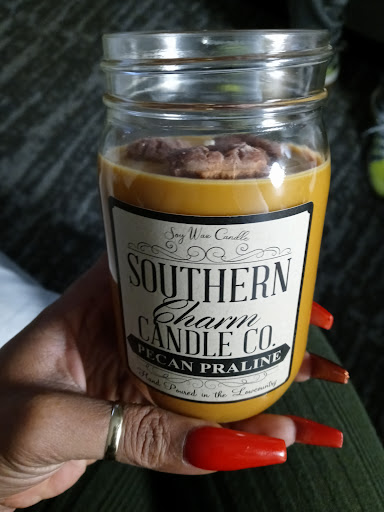 Soy Wax Candle
SOUTHERN
Charm
CANDLE CO.
PECAN PRALINE
Hand Poured in the Lowcountry